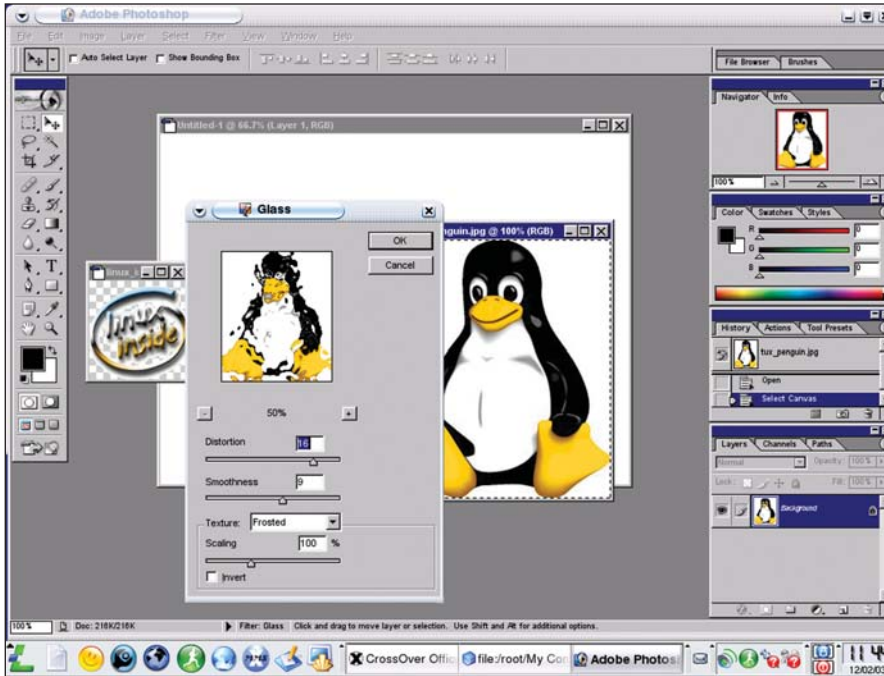 Adobe Photoshop
File Edit Image Layer Select Filter View Window Help
Auto Select Layer Show Bounding Box
File Browser Brushes
Navigator Info
100%
Untitled-1 @ 66.7% (Layer 1, RGB)
Glass
OK
Cancel
50%
Distortion 16
Smoothness 9
Texture: Frosted
Scaling 100 %
Invert
nguin.jpg @ 100% (RGB)
linux_i
linux inside
Color Swatches Styles
R 0
G 0
B 0
History Actions Tool Presets
tux_penguin.jpg
Open
Select Canvas
Layers Channels Paths
Normal Opacity: 100%
Lock: Fill: 100%
Background
100% Doc: 216K/216K Filter: Glass Click and drag to move layer or selection. Use Shift and Alt for additional options.
CrossOver Offic file:/root/My Con Adobe Photos
12/02/03